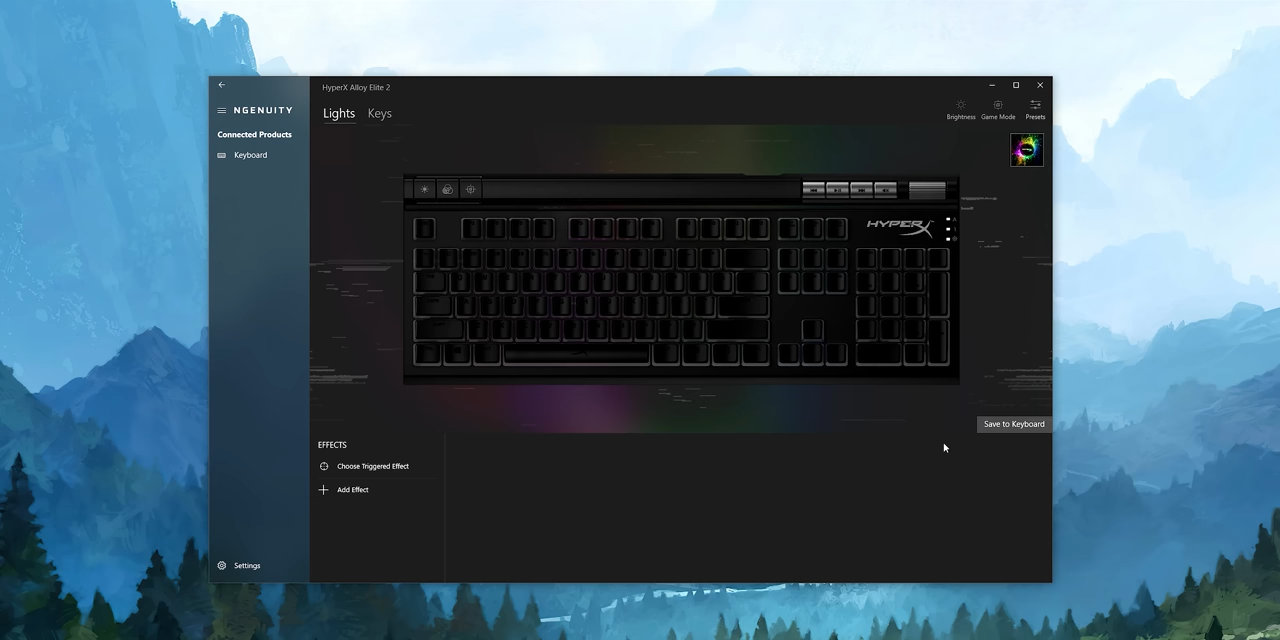 HyperX Alloy Elite 2
NGENUITY
Lights Keys
Brightness Game Mode Presets
Connected Products
Keyboard
HYPERX
Save to Keyboard
EFFECTS
Choose Triggered Effect
Add Effect
Settings